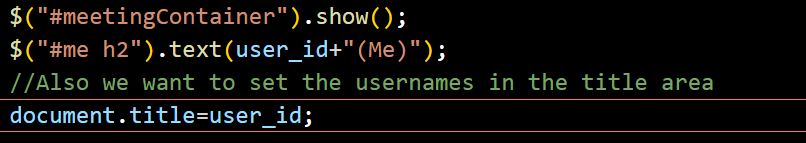 $("#meetingContainer").show();
$("#me h2").text(user_id+"(Me)");
//Also we want to set the usernames in the title area
document.title=user_id;